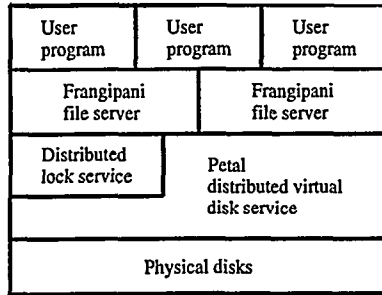 User program
User program
User program
Frangipani file server
Frangipani file server
Distributed lock service
Petal distributed virtual disk service
Physical disks